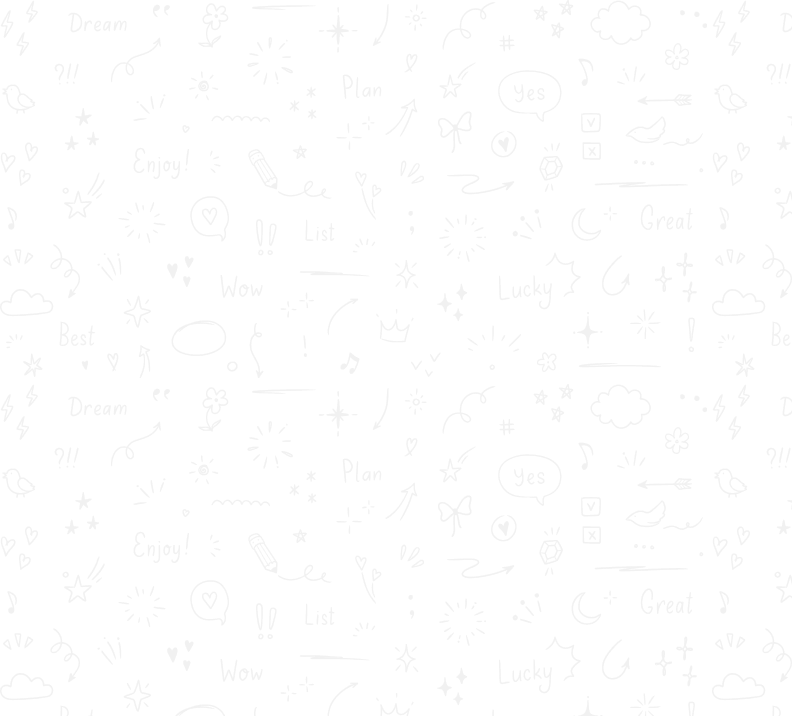 Dream
?!!
?!!
Plan
Yes
Enjoy!
List
Great
Wow
Lucky
Best
Dream
?!!
?!!
Plan
Yes
Enjoy!
List
Great
Wow
Lucky